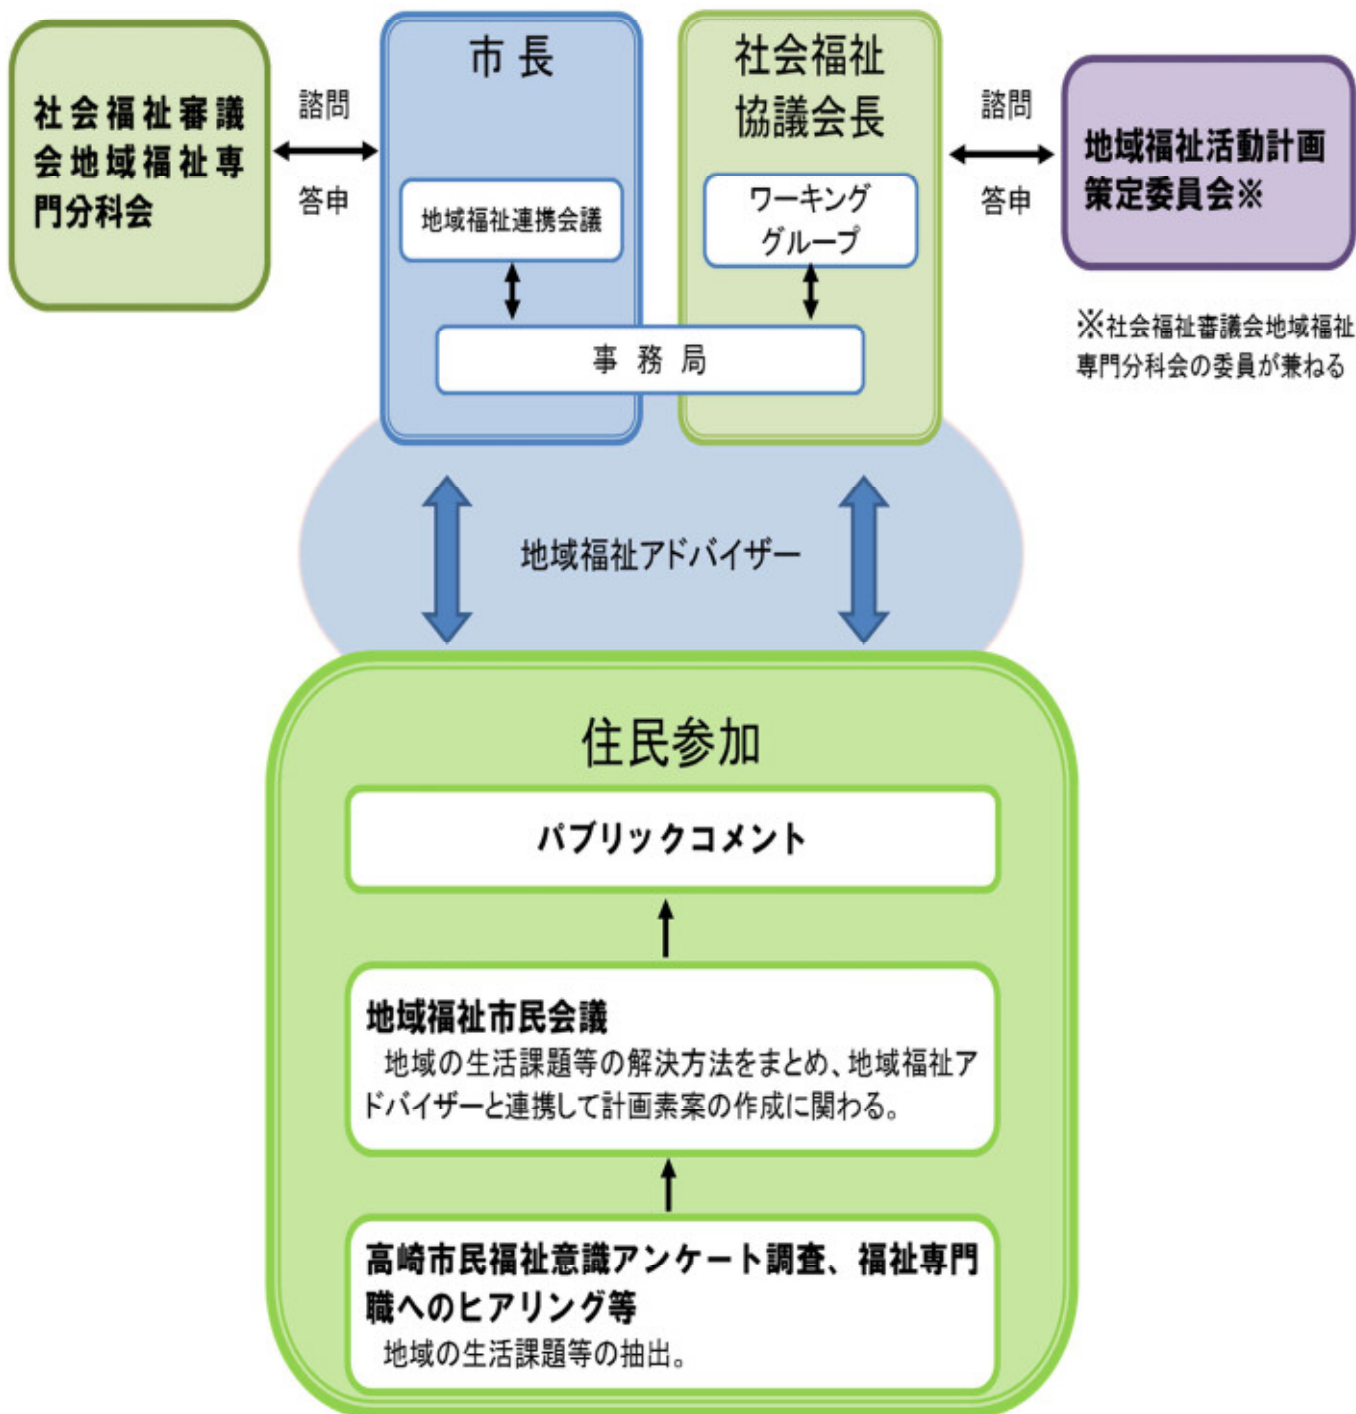 社会福祉審議
会地域福祉専
門分科会
諮問
答申
市長
地域福祉連携会議
社会福祉
協議会長
ワーキング
グループ
事務局
諮問
答申
地域福祉活動計画
策定委員会※
※社会福祉審議会地域福祉
専門分科会の委員が兼ねる
地域福祉アドバイザー
住民参加
パブリックコメント
地域福祉市民会議
地域の生活課題等の解決方法をまとめ、地域福祉ア
ドバイザーと連携して計画素案の作成に関わる。
高崎市民福祉意識アンケート調査、福祉専門
職へのヒアリング等
地域の生活課題等の抽出。